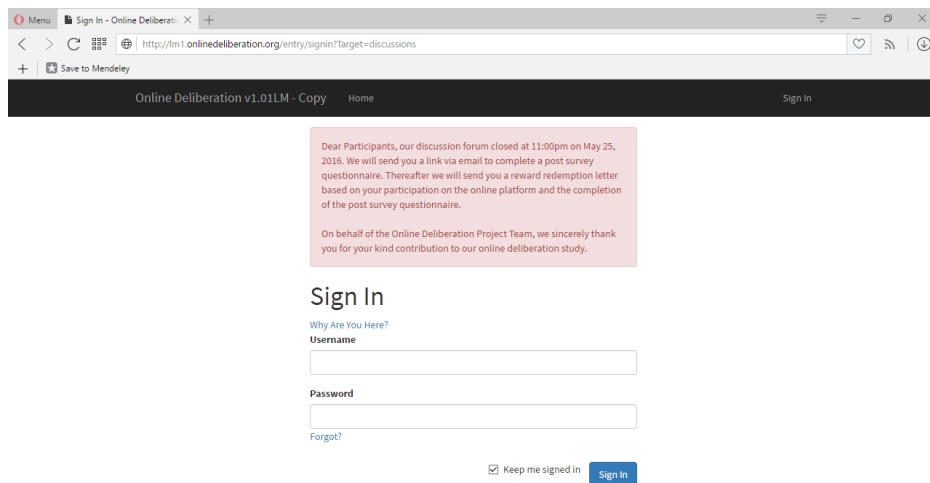 Menu
Sign In - Online Deliberatic
http://lm1.onlinedeliberation.org/entry/signin?Target=discussions
Save to Mendeley
Online Deliberation v1.01LM - Copy Home Sign In
Dear Participants, our discussion forum closed at 11:00pm on May 25,
2016. We will send you a link via email to complete a post survey
questionnaire. Thereafter we will send you a reward redemption letter
based on your participation on the online platform and the completion
of the post survey questionnaire.
On behalf of the Online Deliberation Project Team, we sincerely thank
you for your kind contribution to our online deliberation study.
Sign In
Why Are You Here?
Username
Password
Forgot?
Keep me signed in Sign In